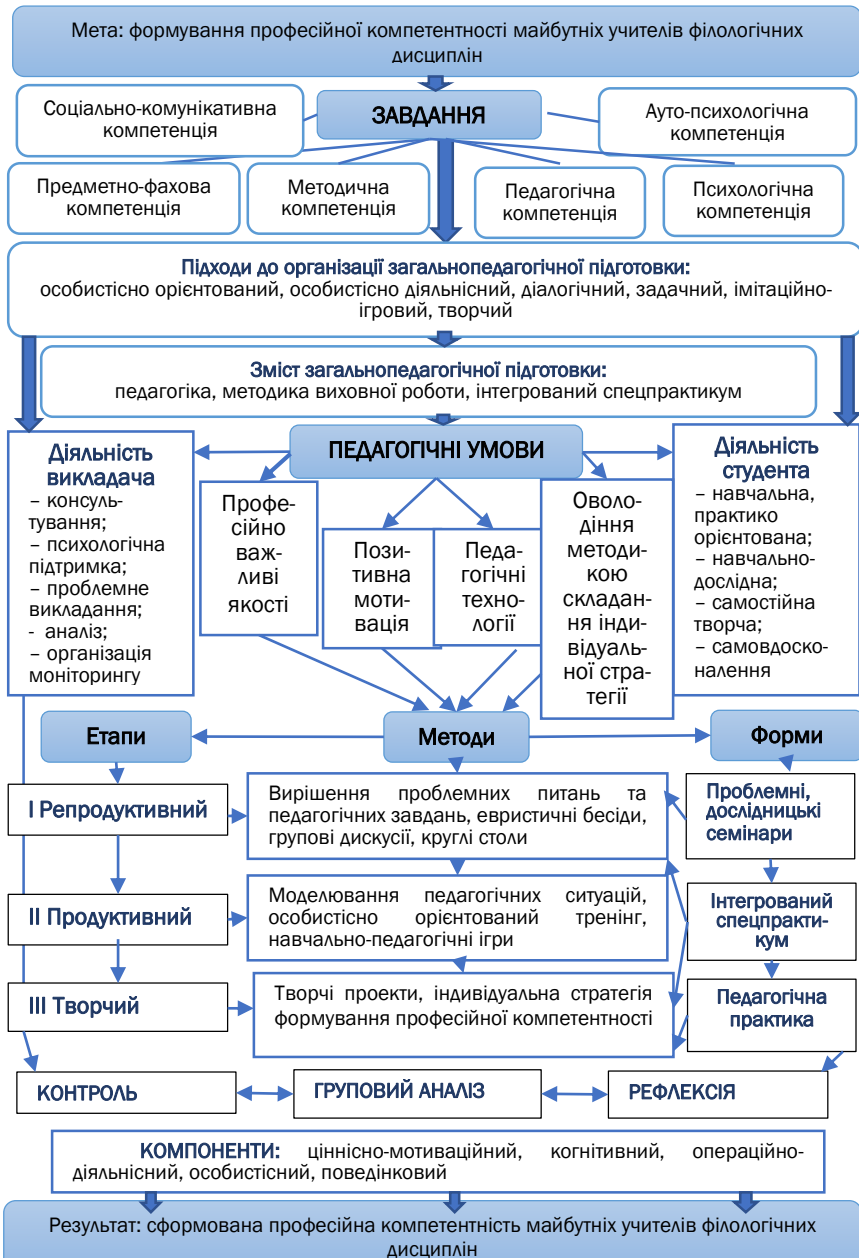 Мета: формування професійної компетентності майбутніх учителів філологічних
дисциплін
Соціально-комунікативна
компетенція
ЗАВДАННЯ
Ауто-психологічна
компетенція
Предметно-фахова
компетенція
Методична
компетенція
Педагогічна
компетенція
Психологічна
компетенція
Підходи до організації загальнопедагогічної підготовки:
особистісно орієнтований, особистісно діяльнісний, діалогічний, задачний, імітаційно-
ігровий, творчий
Зміст загальнопедагогічної підготовки:
педагогіка, методика виховної роботи, інтегрований спецпрактикум
Діяльність
викладача
– консуль-
тування;
– психологічна
підтримка;
– проблемне
викладання;
- аналіз;
– організація
моніторингу
ПЕДАГОГІЧНІ УМОВИ
Профе-
сійно
важ-
ливі
якості
Позитивна
моти-
вація
Педа-
гогічні
техно-
логії
Оволо-
діння
методи-
кою
складан-
ня інди-
відуаль-
ної стра-
тегії
Діяльність
студента
– навчальна,
практико
орієнтована;
– навчально-
дослідна;
– самостійна
творча;
– самовдоско-
налення
Етапи
Методи
Форми
І Репродуктивний
Вирішення проблемних питань та
педагогічних завдань, евристичні бесіди,
групові дискусії, круглі столи
Проблемні,
дослідницькі
семінари
ІІ Продуктивний
Моделювання педагогічних ситуацій,
особистісно орієнтований тренінг,
навчально-педагогічні ігри
Інтегрований
спецпракти-
кум
ІІІ Творчий
Творчі проекти, індивідуальна стратегія
формування професійної компетентності
Педагогічна
практика
КОНТРОЛЬ
ГРУПОВИЙ АНАЛІЗ
РЕФЛЕКСІЯ
КОМПОНЕНТИ: ціннісно-мотиваційний, когнітивний, операційно-
діяльнісний, особистісний, поведінковий
Результат: сформована професійна компетентність майбутніх учителів філологічних
дисциплін